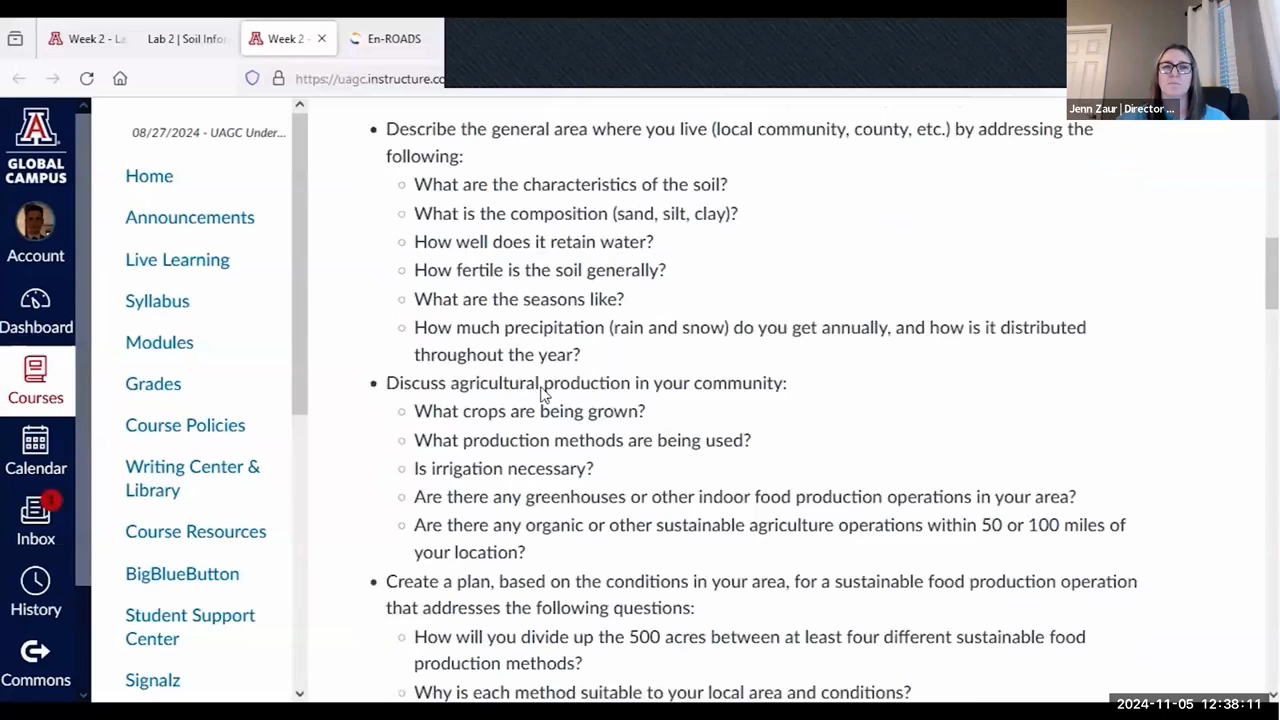 Week 2 - La
Lab 2 | Soil Infor
Week 2 -
En-ROADS
https://uagc.instructure.co
Jenn Zaur | Director ...
GLOBAL
CAMPUS
Account
Dashboard
Courses
Calendar
1
Inbox
History
Commons
08/27/2024 - UAGC Under...
Home
Announcements
Live Learning
Syllabus
Modules
Grades
Course Policies
Writing Center &
Library
Course Resources
BigBlueButton
Student Support
Center
Signalz
Describe the general area where you live (local community, county, etc.) by addressing the
following:
What are the characteristics of the soil?
What is the composition (sand, silt, clay)?
How well does it retain water?
How fertile is the soil generally?
What are the seasons like?
How much precipitation (rain and snow) do you get annually, and how is it distributed
throughout the year?
Discuss agricultural production in your community:
What crops are being grown?
What production methods are being used?
Is irrigation necessary?
Are there any greenhouses or other indoor food production operations in your area?
Are there any organic or other sustainable agriculture operations within 50 or 100 miles of
your location?
Create a plan, based on the conditions in your area, for a sustainable food production operation
that addresses the following questions:
How will you divide up the 500 acres between at least four different sustainable food
production methods?
Why is each method suitable to your local area and conditions?
2024-11-05 12:38:11